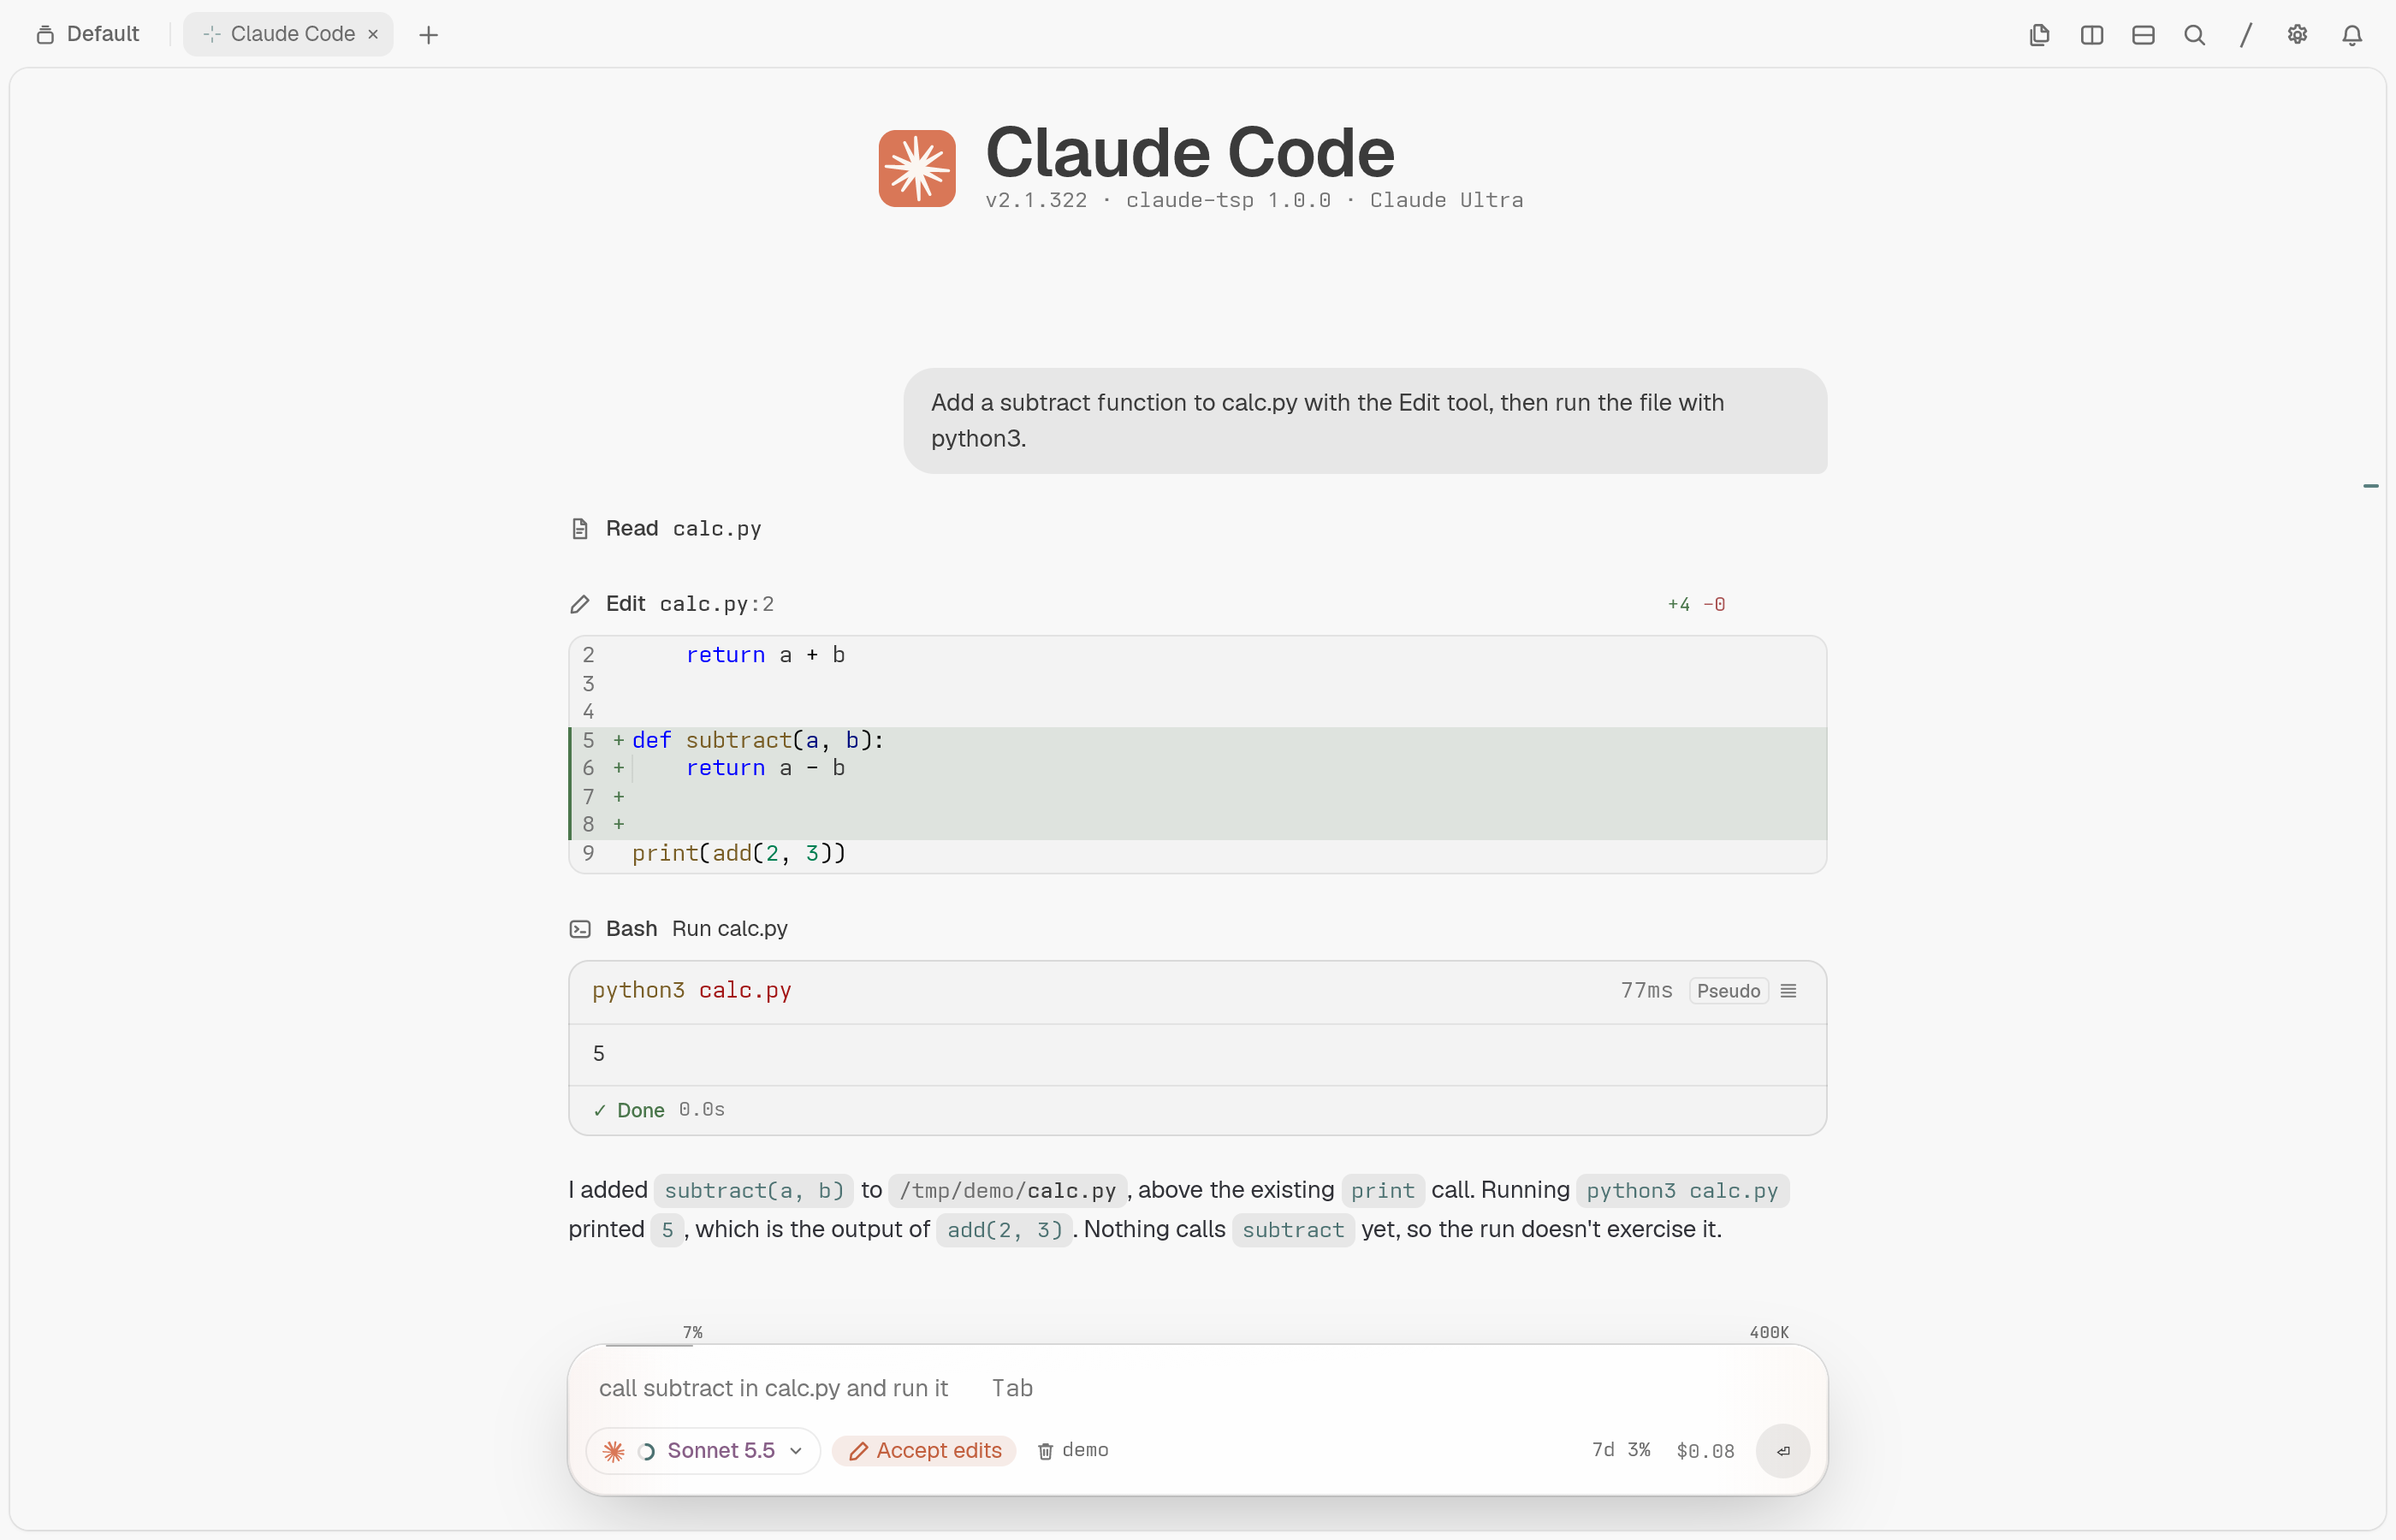 Default
Claude Code ×
Claude Code
v2.1.322 · claude-tsp 1.0.0 · Claude Ultra
Add a subtract function to calc.py with the Edit tool, then run the file with
python3.
Read calc.py
Edit calc.py:2 +4 -0
2     return a + b
3
4
5 + def subtract(a, b):
6 +     return a - b
7 +
8 +
9   print(add(2, 3))
Bash Run calc.py
python3 calc.py 77ms Pseudo
5
✓ Done 0.0s
I added subtract(a, b) to /tmp/demo/calc.py, above the existing print call. Running python3 calc.py
printed 5, which is the output of add(2, 3). Nothing calls subtract yet, so the run doesn't exercise it.
7% 400K
call subtract in calc.py and run it Tab
Sonnet 5.5 Accept edits demo 7d 3% $0.08